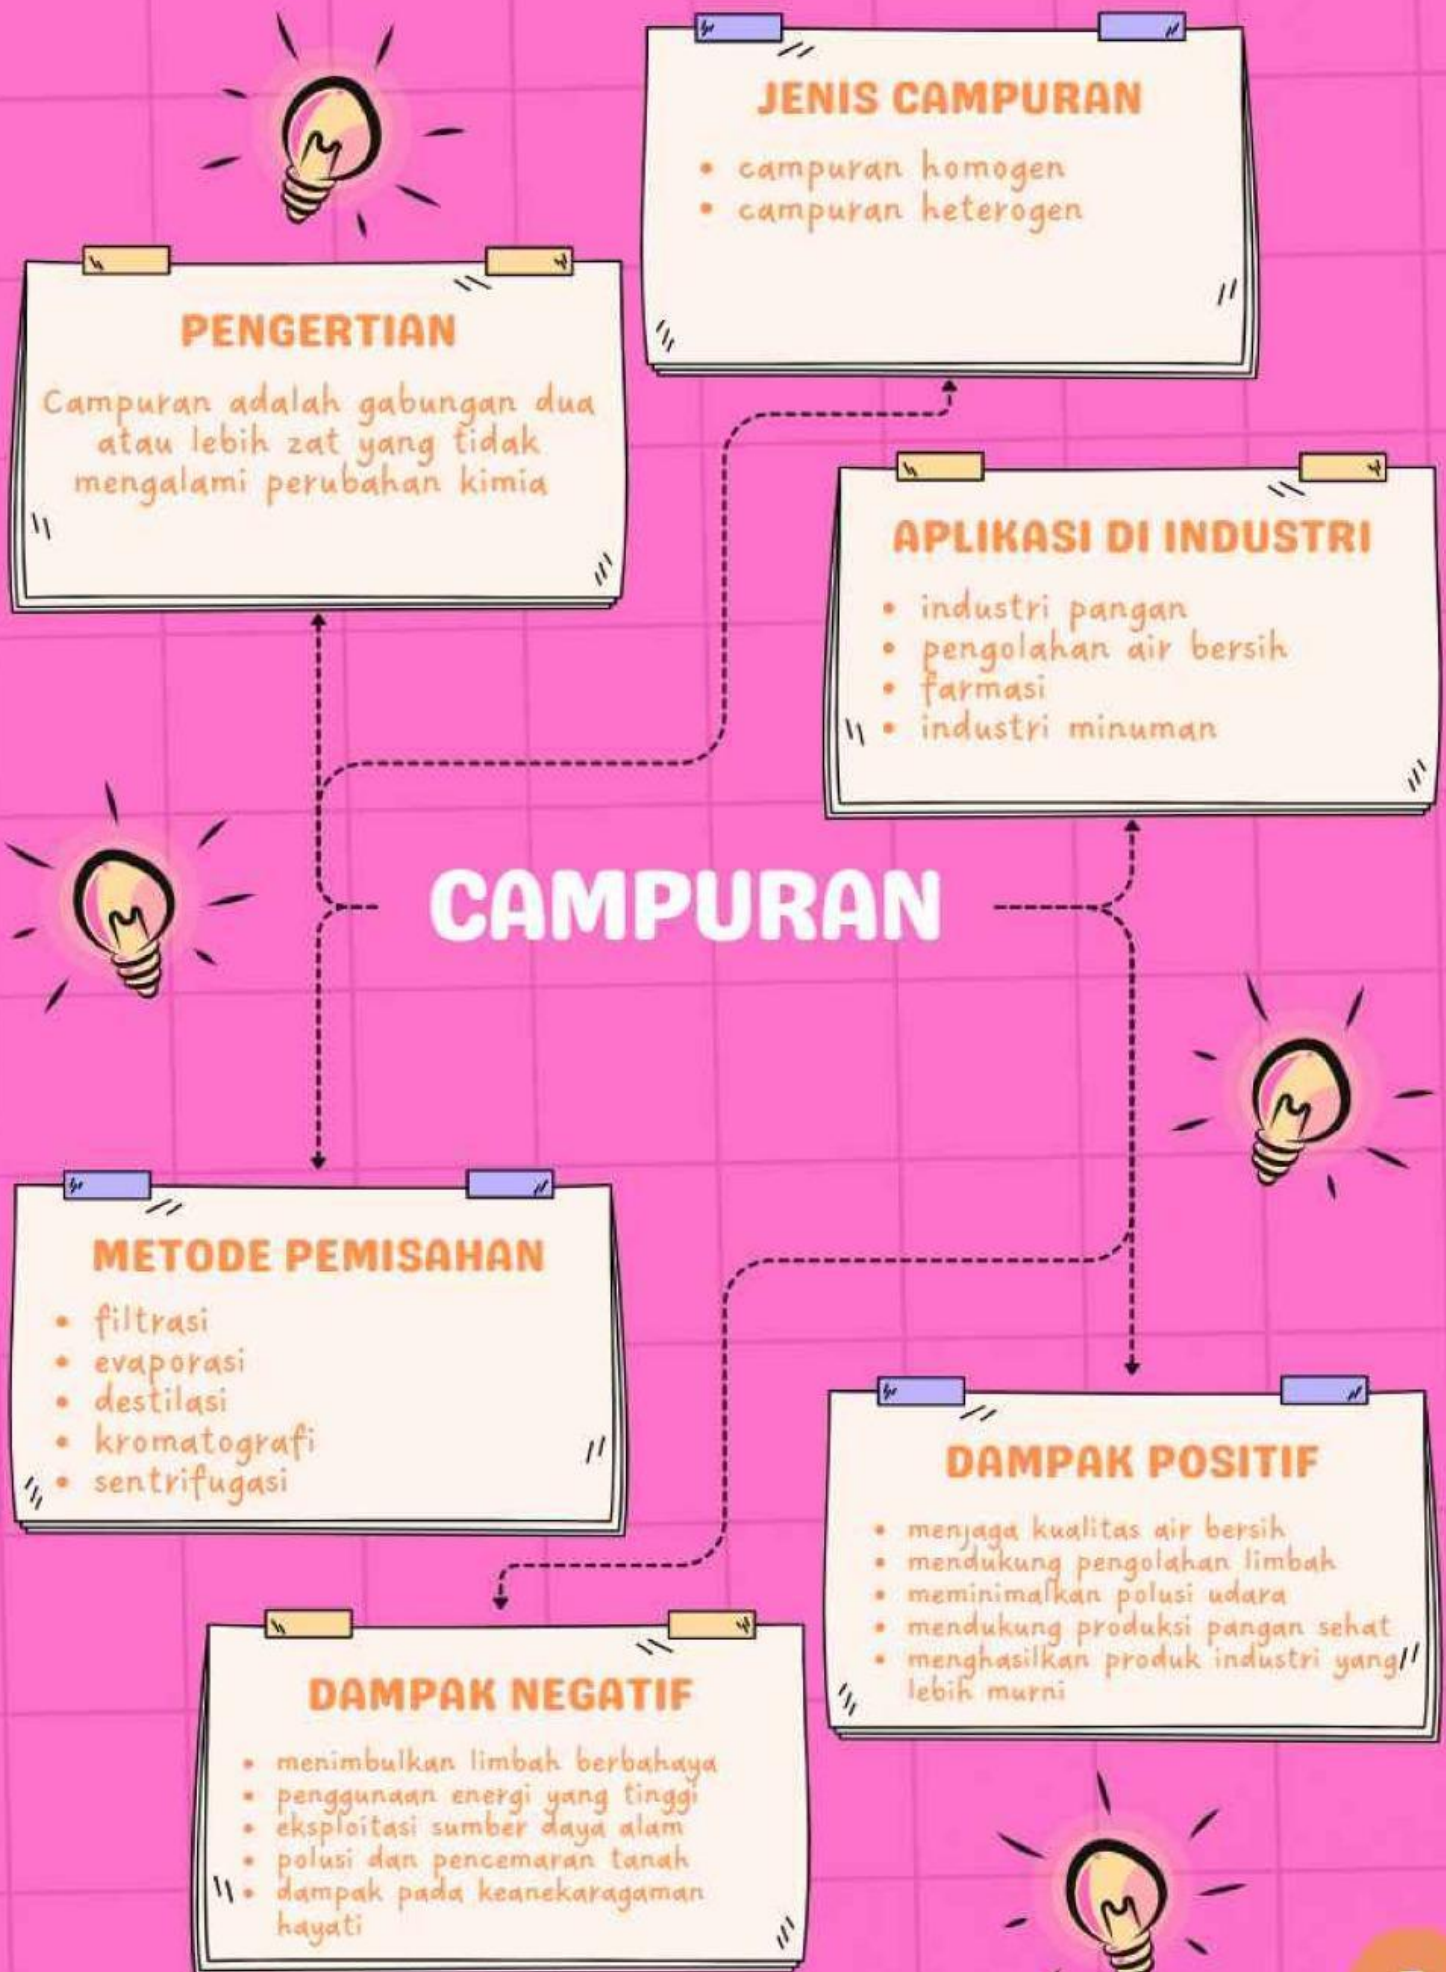 JENIS CAMPURAN
• campuran homogen
• campuran heterogen
PENGERTIAN
Campuran adalah gabungan dua
atau lebih zat yang tidak
mengalami perubahan kimia
APLIKASI DI INDUSTRI
• industri pangan
• pengolahan air bersih
• farmasi
• industri minuman
CAMPURAN
METODE PEMISAHAN
• filtrasi
• evaporasi
• destilasi
• kromatografi
• sentrifugasi
DAMPAK POSITIF
• menjaga kualitas air bersih
• mendukung pengolahan limbah
• meminimalkan polusi udara
• mendukung produksi pangan sehat
• menghasilkan produk industri yang
lebih murni
DAMPAK NEGATIF
• menimbulkan limbah berbahaya
• penggunaan energi yang tinggi
• eksploitasi sumber daya alam
• polusi dan pencemaran tanah
• dampak pada keanekaragaman
hayati